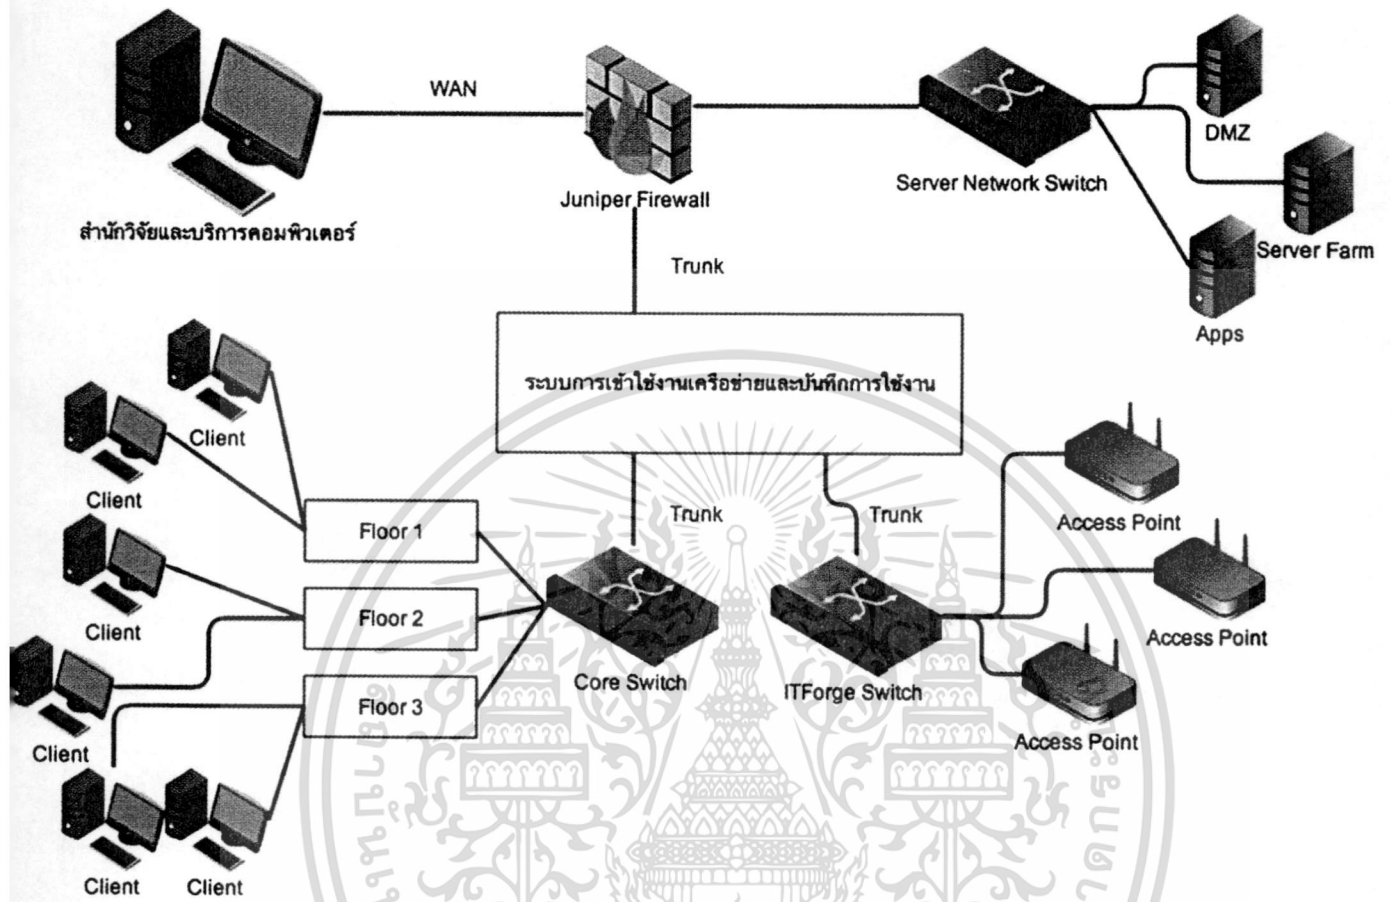 WAN
DMZ
Server Network Switch
Juniper Firewall
สำนักวิจัยและบริการคอมพิวเตอร์
Server Farm
Trunk
Apps
ระบบการเข้าใช้งานเครือข่ายและบันทึกการใช้งาน
Client
Client
Trunk
Trunk
Access Point
Floor 1
Client
Floor 2
Access Point
Core Switch
ITForge Switch
Floor 3
Client
Access Point
Client
Client